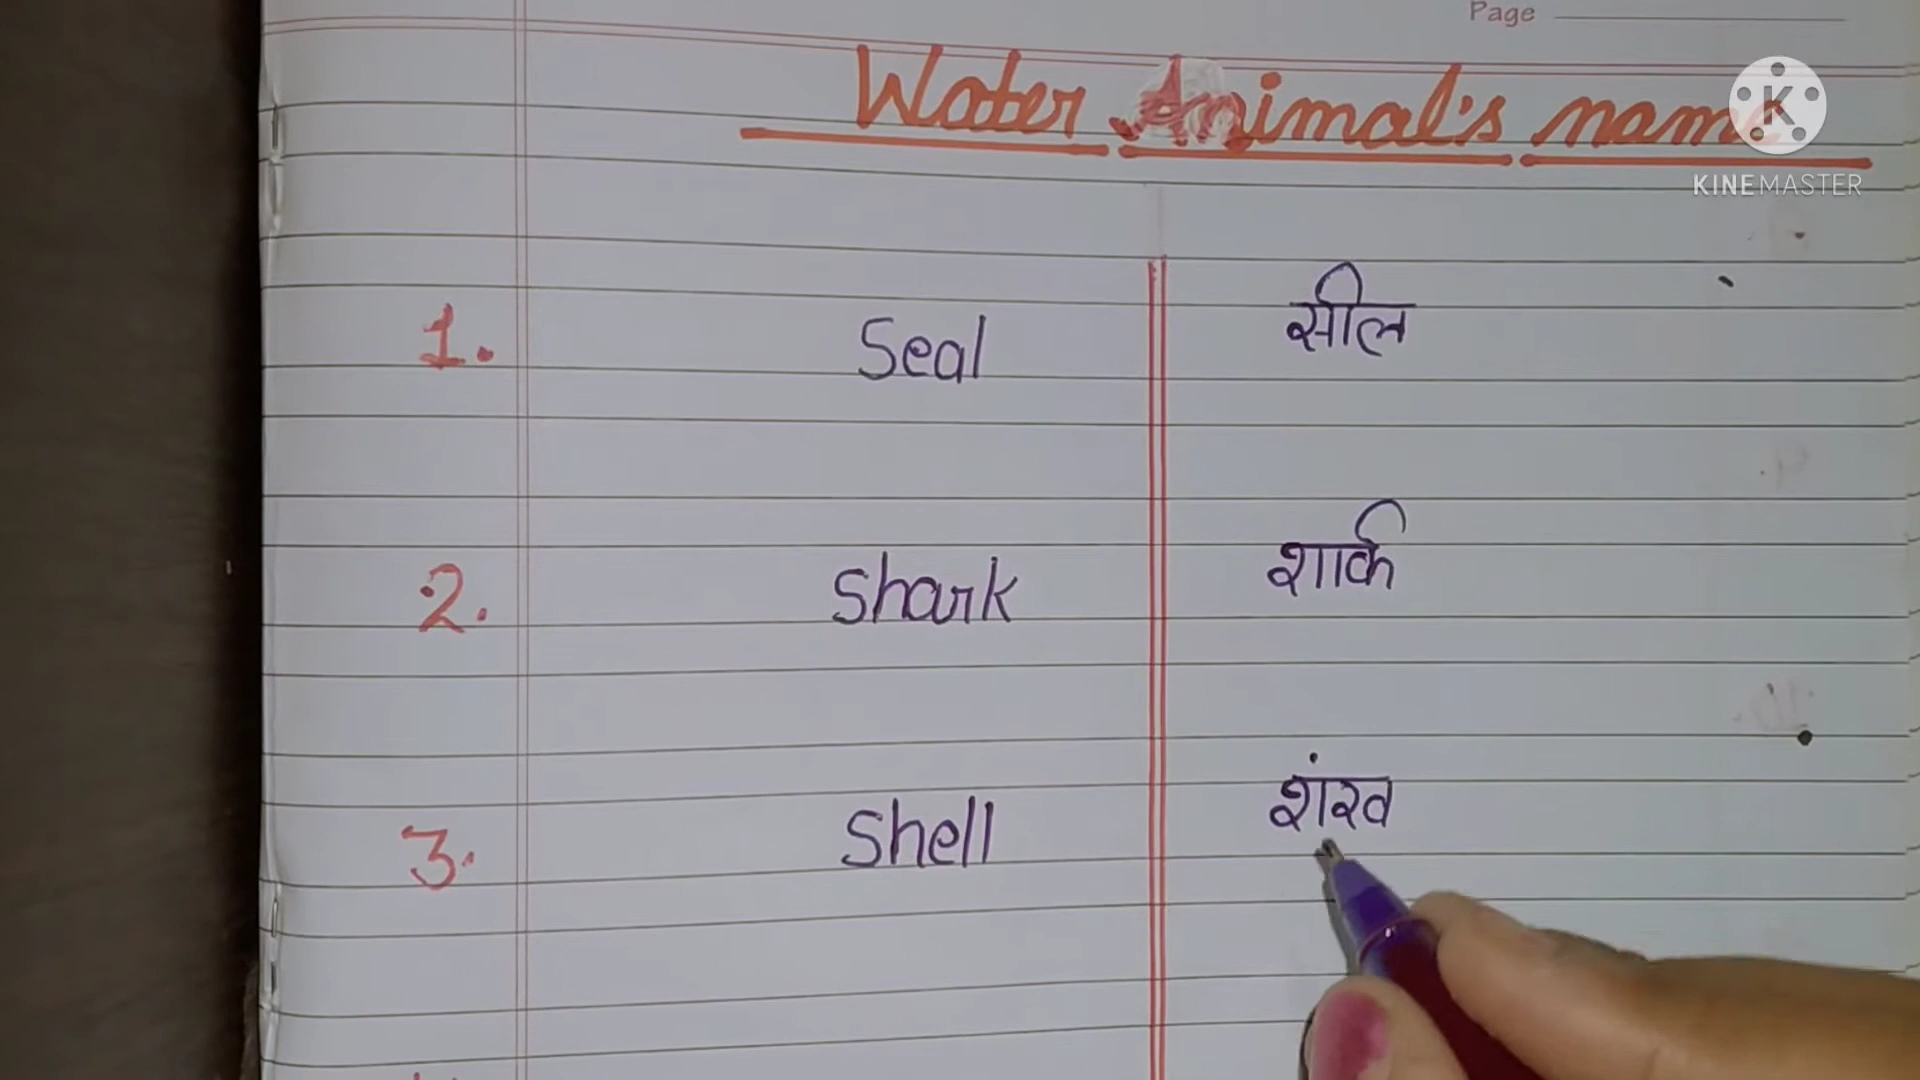 Page
Water Animal's name
KINEMASTER
1. Seal सील
2. Shark शार्क
3. Shell शंख